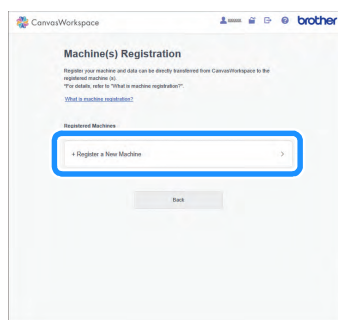 CanvasWorkspace
brother
Machine(s) Registration
Register your machine and data can be directly transferred from CanvasWorkspace to the
registered machine (s).
*For details, refer to "What is machine registration?".
What is machine registration?
Registered Machines
+ Register a New Machine
Back